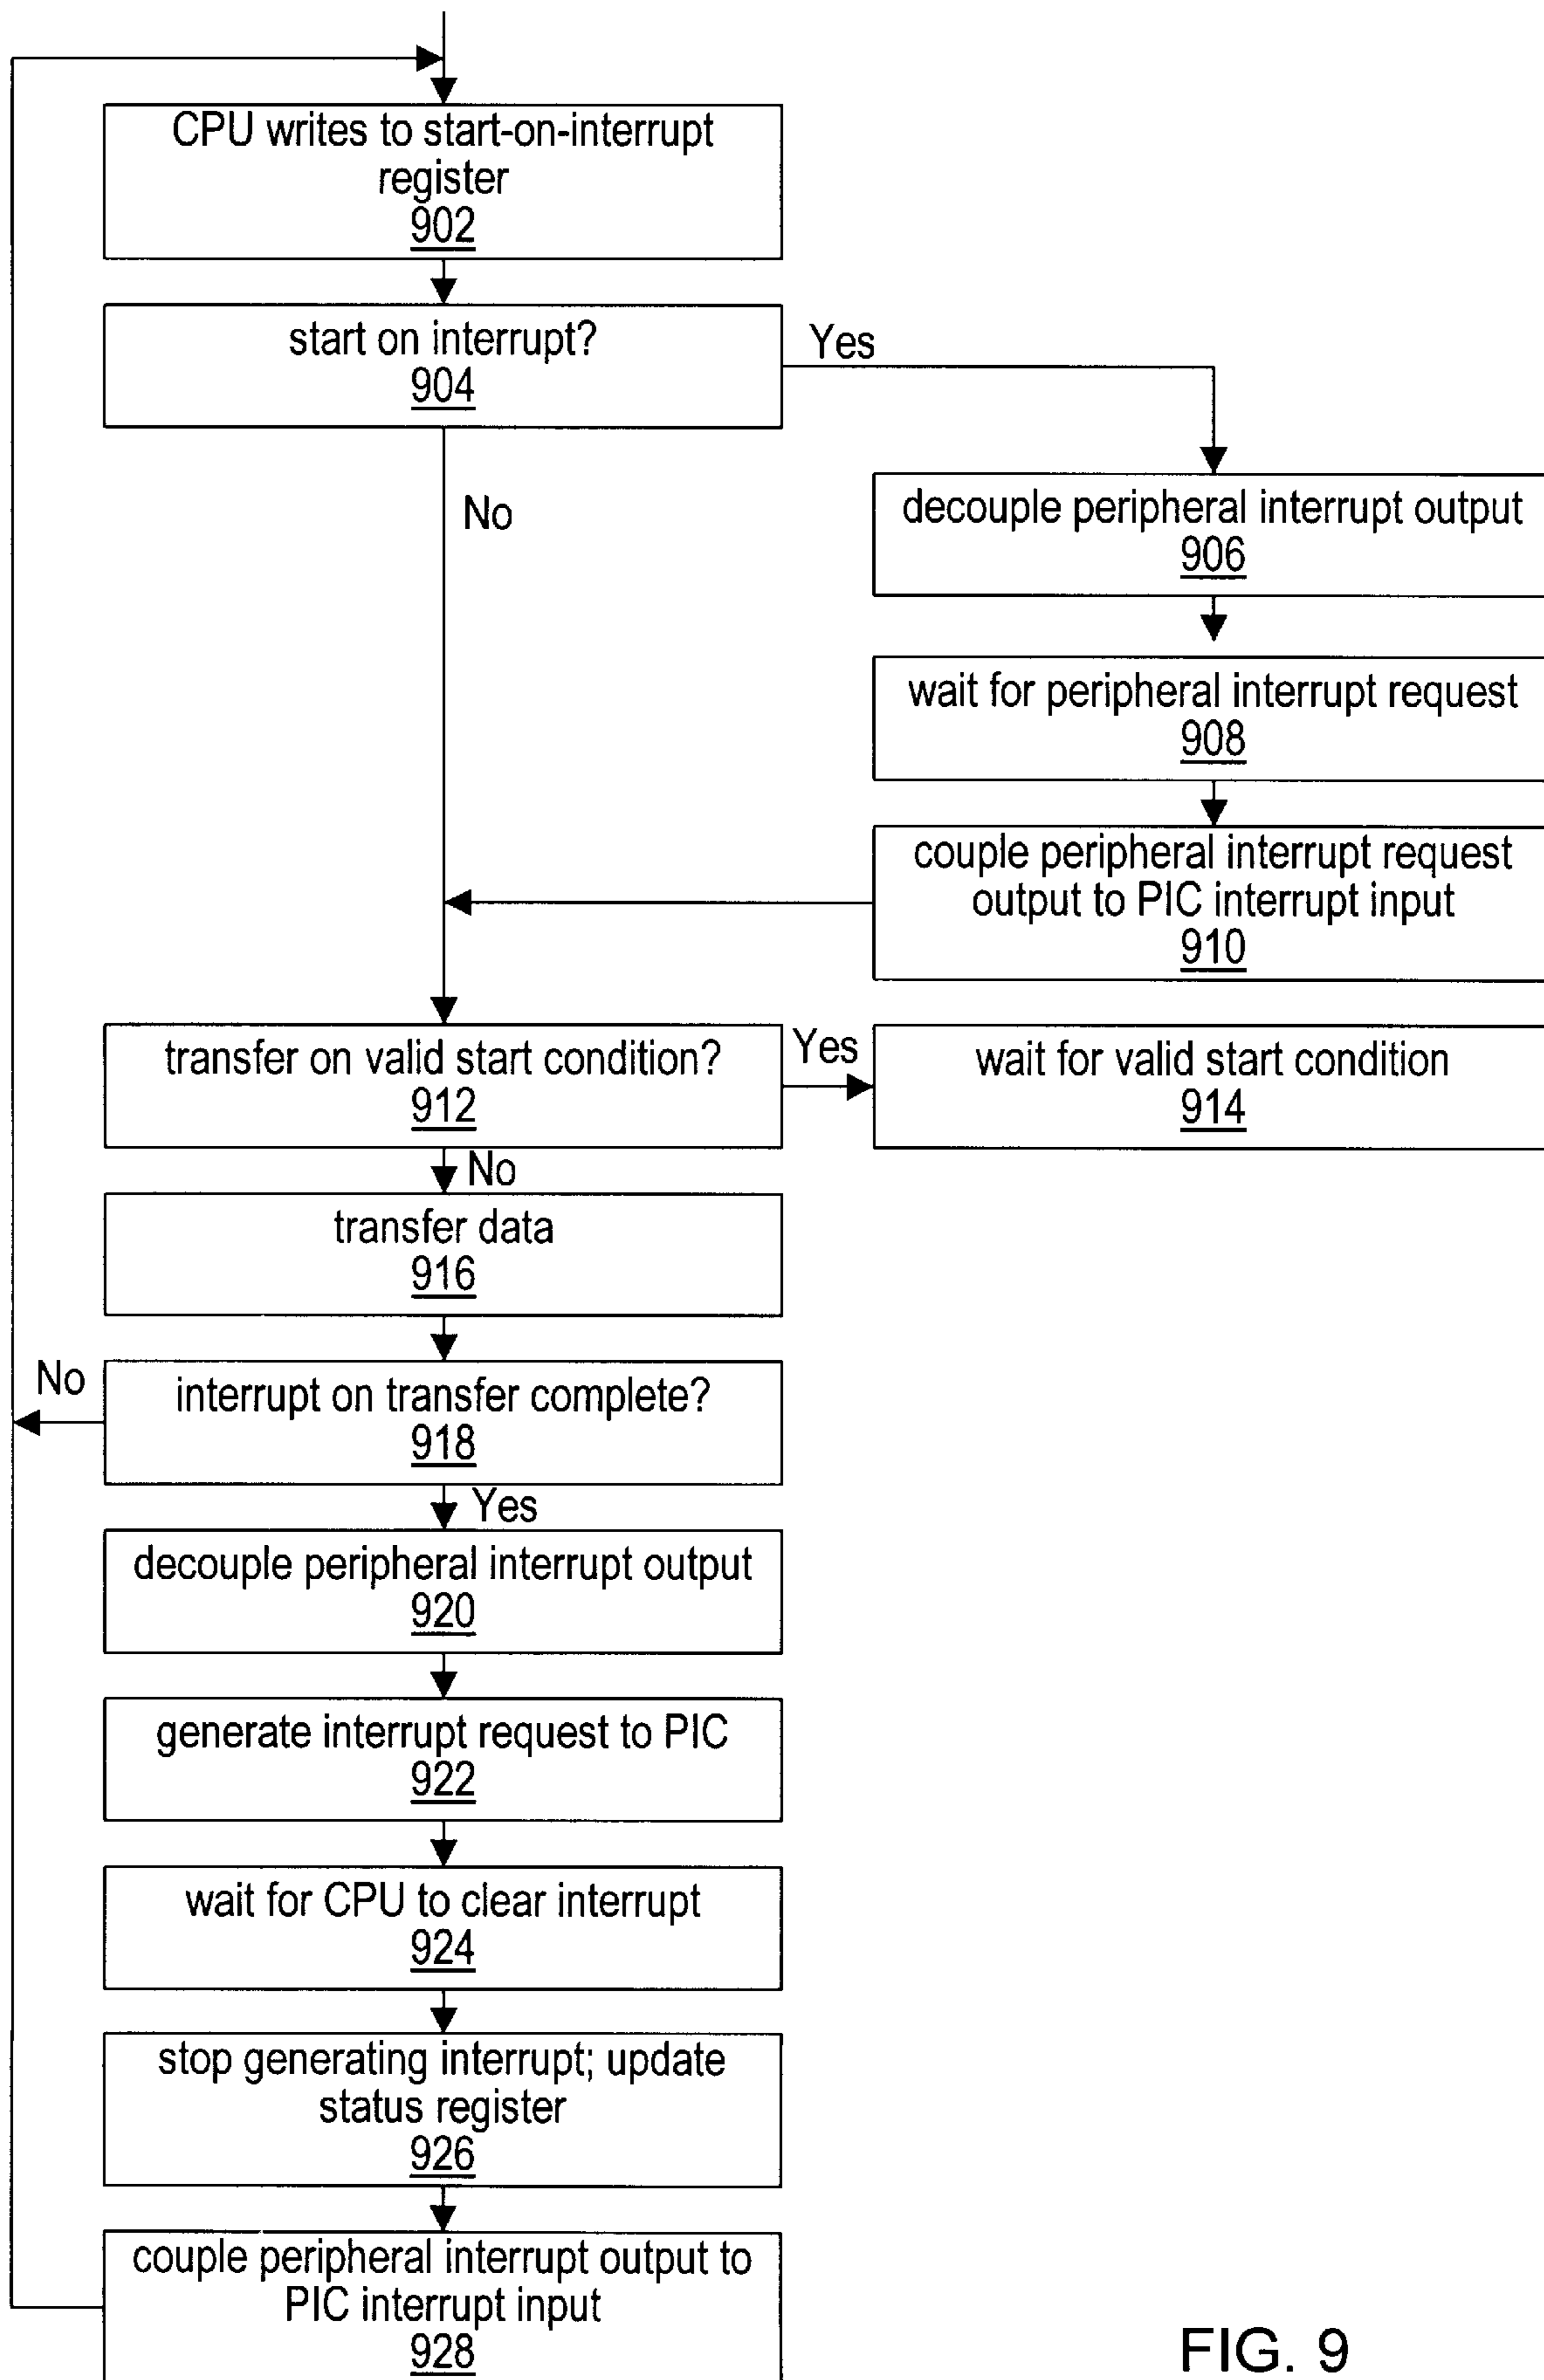 CPU writes to start-on-interrupt
register
902
start on interrupt?
904
Yes
No
decouple peripheral interrupt output
906
wait for peripheral interrupt request
908
couple peripheral interrupt request
output to PIC interrupt input
910
transfer on valid start condition?
912
Yes
wait for valid start condition
914
No
transfer data
916
interrupt on transfer complete?
918
No
Yes
decouple peripheral interrupt output
920
generate interrupt request to PIC
922
wait for CPU to clear interrupt
924
stop generating interrupt; update
status register
926
couple peripheral interrupt output to
PIC interrupt input
928
FIG. 9